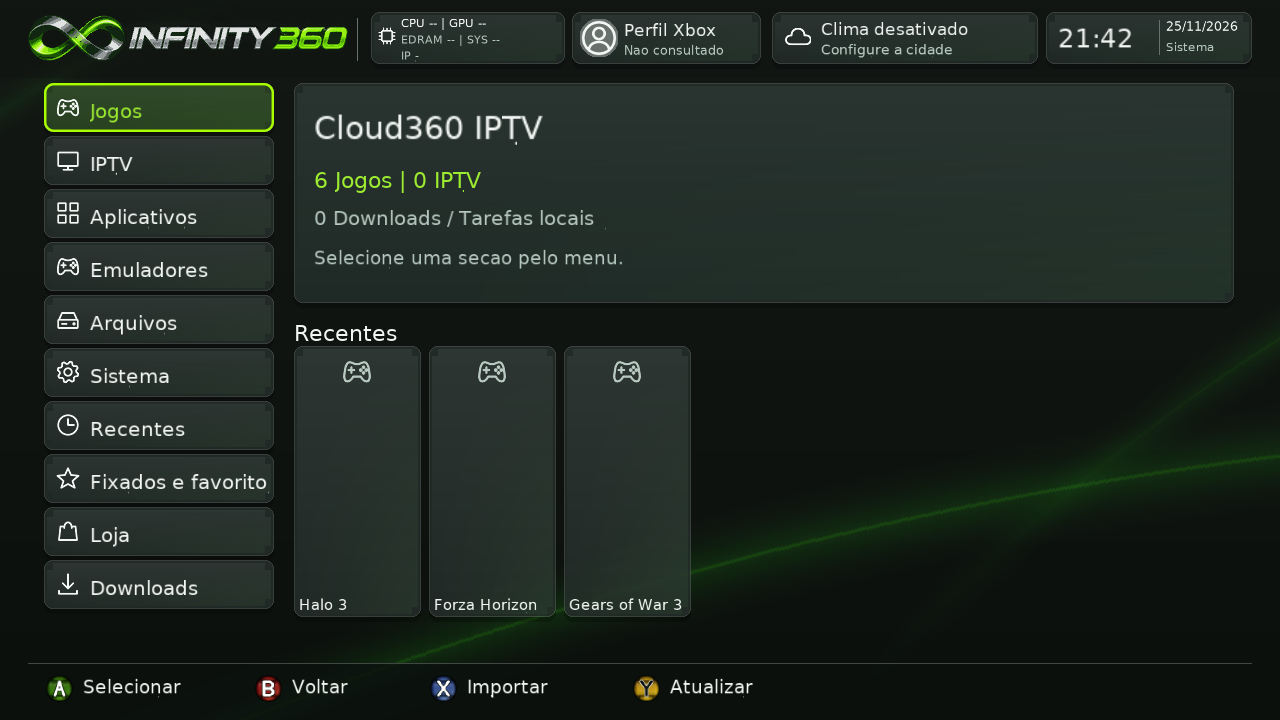 INFINITY 360
CPU -- | GPU --
EDRAM -- | SYS --
IP -
Perfil Xbox
Nao consultado
Clima desativado
Configure a cidade
21:42
25/11/2026
Sistema
Jogos
IPTV
Aplicativos
Emuladores
Arquivos
Sistema
Recentes
Fixados e favorito
Loja
Downloads
Cloud360 IPTV
6 Jogos | 0 IPTV
0 Downloads / Tarefas locais
Selecione uma secao pelo menu.
Recentes
Halo 3
Forza Horizon
Gears of War 3
A Selecionar
B Voltar
X Importar
Y Atualizar